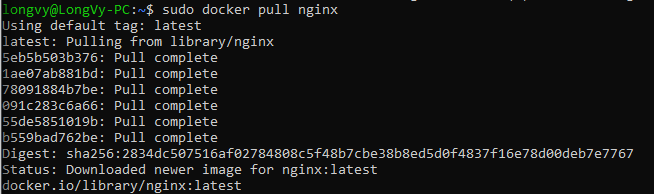 longvy@LongVy-PC:~$ sudo docker pull nginx
Using default tag: latest
latest: Pulling from library/nginx
5eb5b503b376: Pull complete
1ae07ab881bd: Pull complete
78091884b7be: Pull complete
091c283c6a66: Pull complete
55de5851019b: Pull complete
b559bad762be: Pull complete
Digest: sha256:2834dc507516af02784808c5f48b7cbe38b8ed5d0f4837f16e78d00deb7e7767
Status: Downloaded newer image for nginx:latest
docker.io/library/nginx:latest